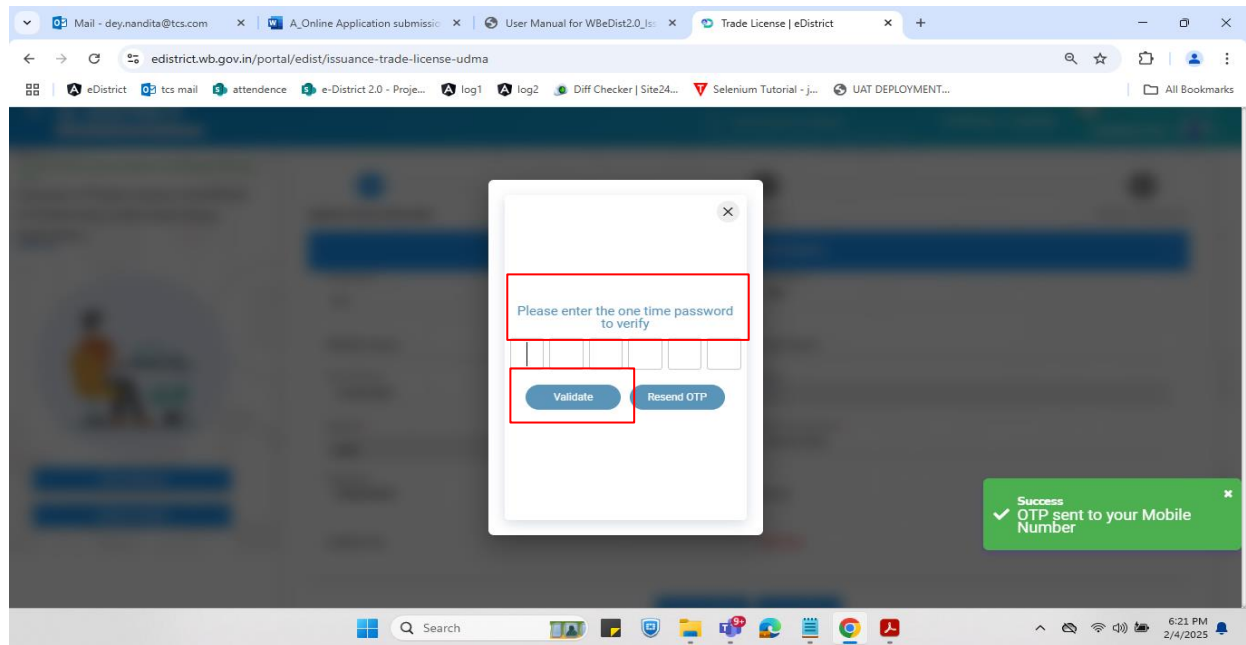 Mail - dey.nandita@tcs.com
A_Online Application submissic
User Manual for WBeDist2.0_Iss
Trade License | eDistrict
edistrict.wb.gov.in/portal/edist/issuance-trade-license-udma
eDistrict
tcs mail
attendence
e-District 2.0 - Proje...
log1
log2
Diff Checker | Site24...
Selenium Tutorial - j...
UAT DEPLOYMENT...
All Bookmarks
Please enter the one time password
to verify
Validate
Resend OTP
Success
OTP sent to your Mobile
Number
Search
9+
6:21 PM
2/4/2025